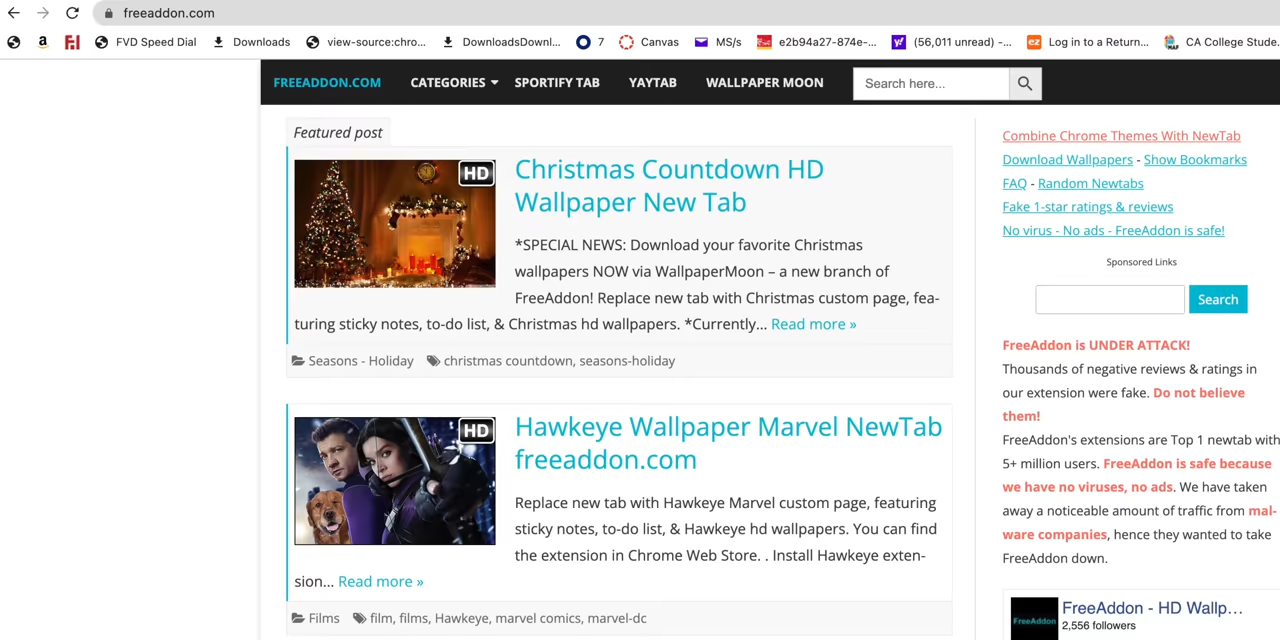 freeaddon.com
FVD Speed Dial
Downloads
view-source:chro...
DownloadsDownl...
7
Canvas
MS/s
e2b94a27-874e-...
(56,011 unread) -...
Log in to a Return...
CA College Stude.
FREEADDON.COM
CATEGORIES
SPORTIFY TAB
YAYTAB
WALLPAPER MOON
Search here...
Featured post
HD
Christmas Countdown HD
Wallpaper New Tab
*SPECIAL NEWS: Download your favorite Christmas
wallpapers NOW via WallpaperMoon – a new branch of
FreeAddon! Replace new tab with Christmas custom page, fea-
turing sticky notes, to-do list, & Christmas hd wallpapers. *Currently... Read more »
Seasons - Holiday
christmas countdown, seasons-holiday
HD
Hawkeye Wallpaper Marvel NewTab
freeaddon.com
Replace new tab with Hawkeye Marvel custom page, featuring
sticky notes, to-do list, & Hawkeye hd wallpapers. You can find
the extension in Chrome Web Store. . Install Hawkeye exten-
sion... Read more »
Films
film, films, Hawkeye, marvel comics, marvel-dc
Combine Chrome Themes With NewTab
Download Wallpapers - Show Bookmarks
FAQ - Random Newtabs
Fake 1-star ratings & reviews
No virus - No ads - FreeAddon is safe!
Sponsored Links
Search
FreeAddon is UNDER ATTACK!
Thousands of negative reviews & ratings in
our extension were fake. Do not believe
them!
FreeAddon's extensions are Top 1 newtab with
5+ million users. FreeAddon is safe because
we have no viruses, no ads. We have taken
away a noticeable amount of traffic from mal-
ware companies, hence they wanted to take
FreeAddon down.
FreeAddon
FreeAddon - HD Wallp...
2,556 followers